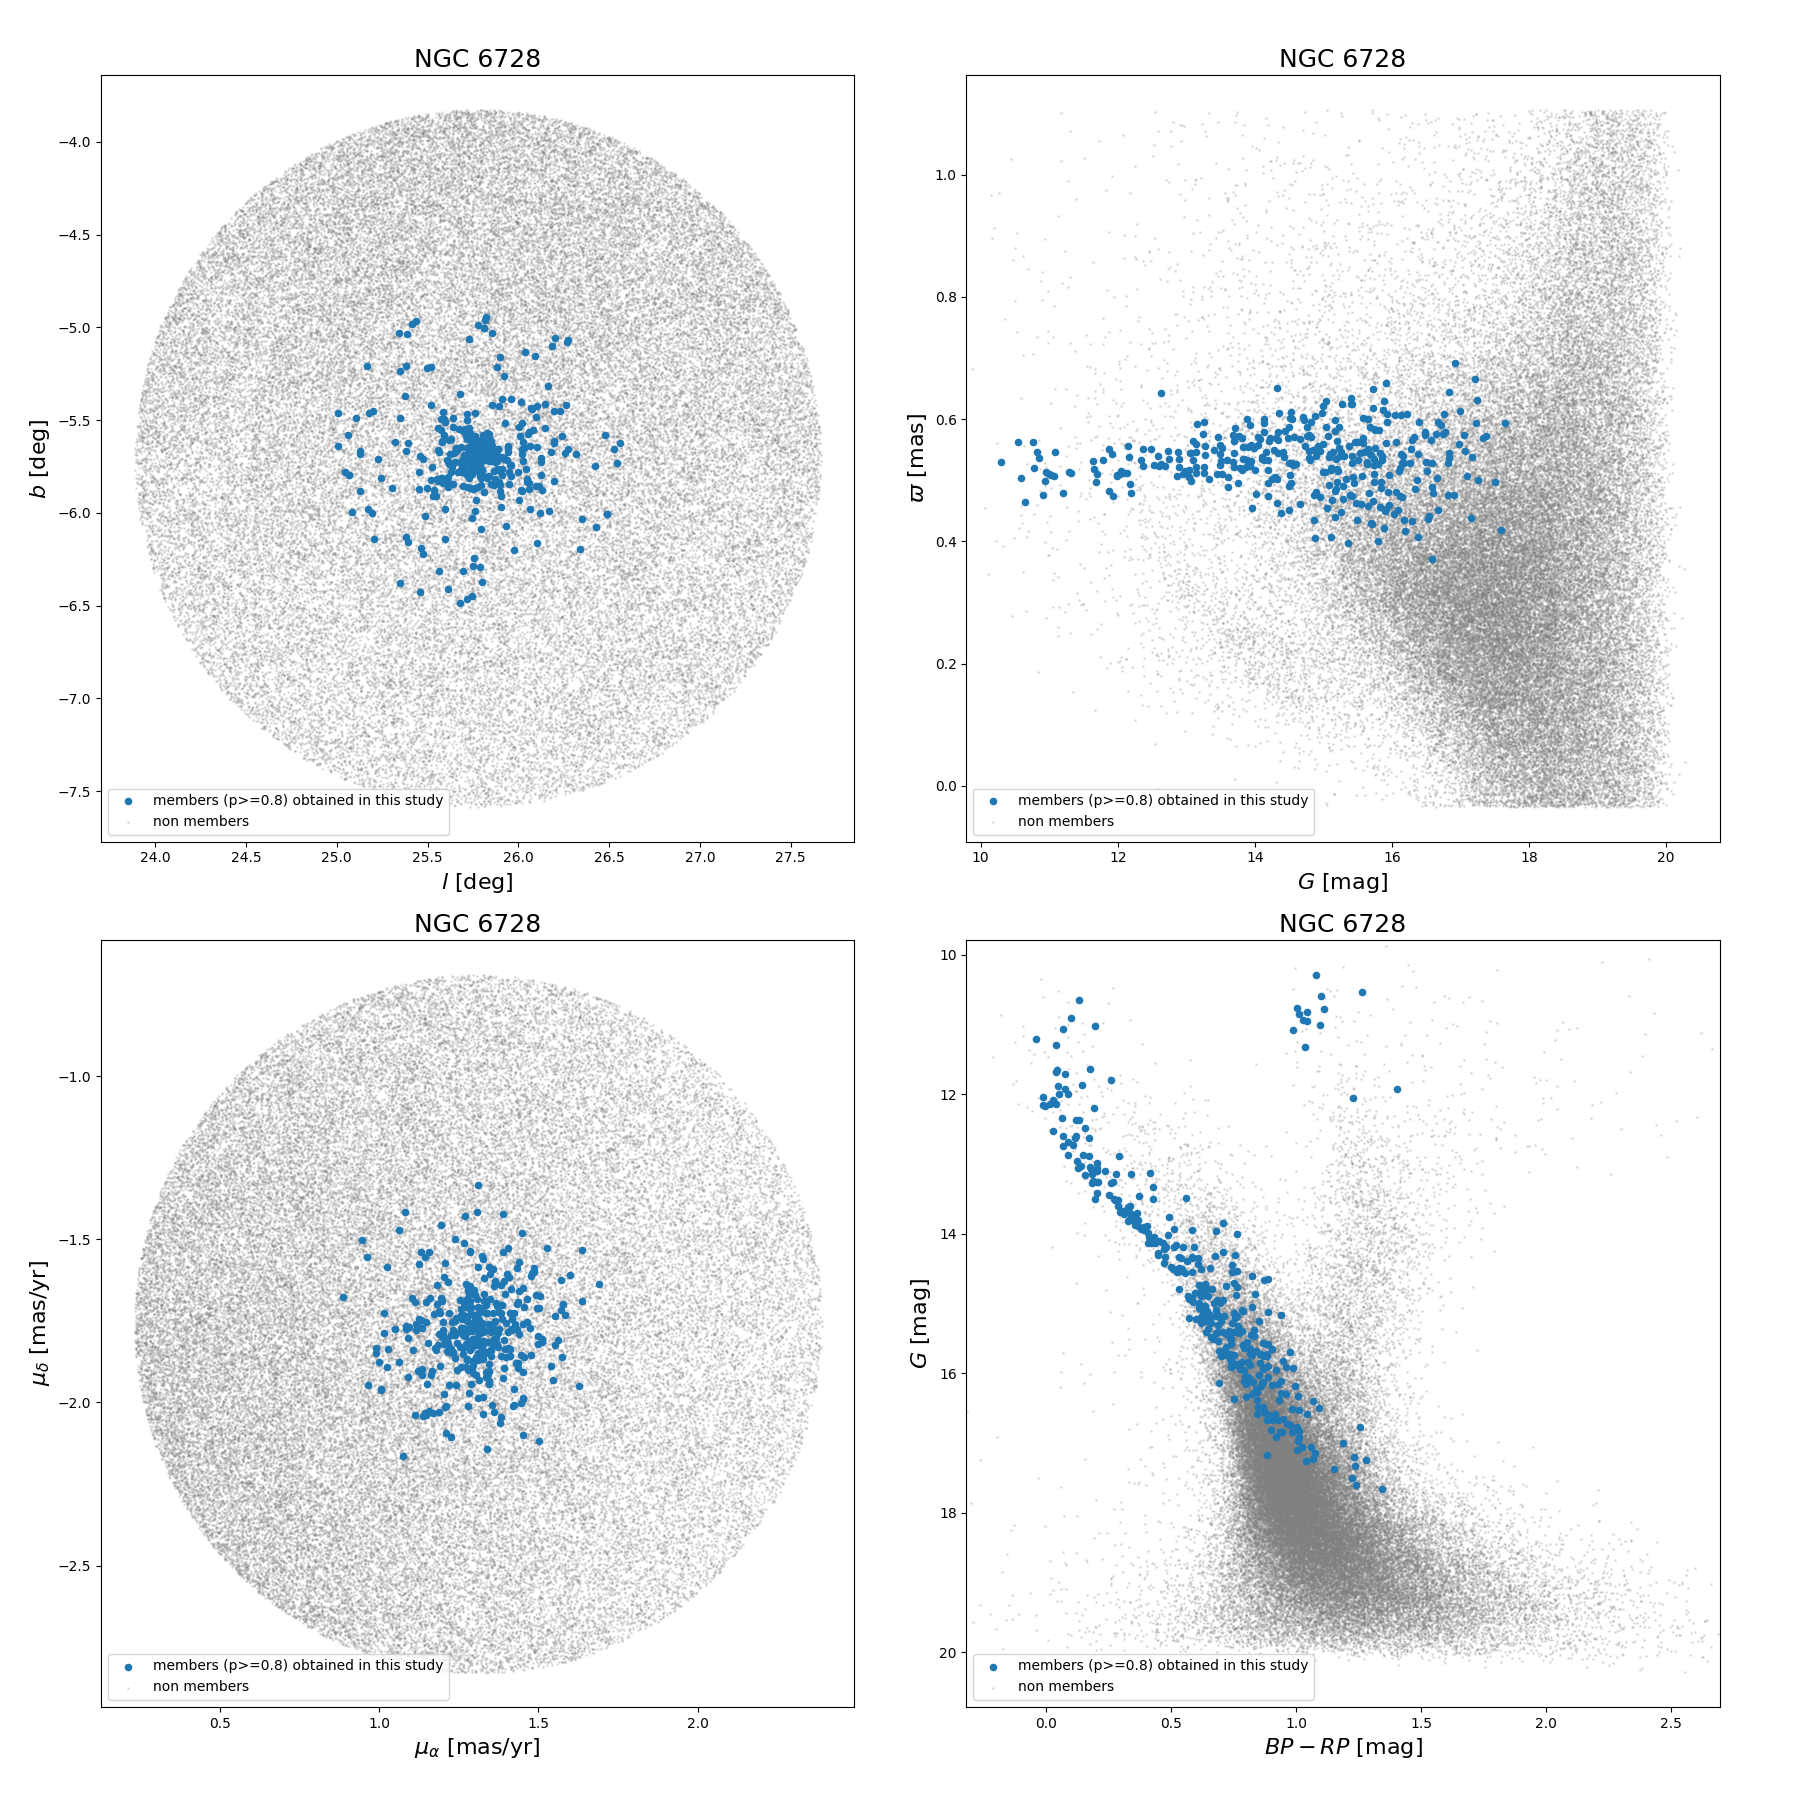 NGC 6728
−4.0
−4.5
−5.0
−5.5
−6.0
−6.5
−7.0
−7.5
b [deg]
members (p>=0.8) obtained in this study
non members
24.0 24.5 25.0 25.5 26.0 26.5 27.0 27.5
l [deg]
NGC 6728
1.0
0.8
0.6
0.4
0.2
0.0
ϖ [mas]
members (p>=0.8) obtained in this study
non members
10 12 14 16 18 20
G [mag]
NGC 6728
−1.0
−1.5
−2.0
−2.5
μδ [mas/yr]
members (p>=0.8) obtained in this study
non members
0.5 1.0 1.5 2.0
μα [mas/yr]
NGC 6728
10
12
14
16
18
20
G [mag]
members (p>=0.8) obtained in this study
non members
0.0 0.5 1.0 1.5 2.0 2.5
BP − RP [mag]